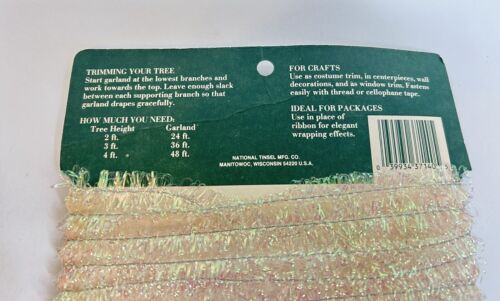 TRIMMING YOUR TREE
Start garland at the lowest branches and
work towards the top. Leave enough slack
between each supporting branch so that
garland drapes gracefully.
HOW MUCH YOU NEED:
Tree Height Garland
2 ft. 24 ft.
3 ft. 36 ft.
4 ft. 48 ft.
FOR CRAFTS
Use as costume trim, in centerpieces, wall
decorations, and as window trim. Fastens
easily with thread or cellophane tape.
IDEAL FOR PACKAGES
Use in place of
ribbon for elegant
wrapping effects.
NATIONAL TINSEL MFG. CO.
MANITOWOC, WISCONSIN 54220 U.S.A.
0 39934 37140